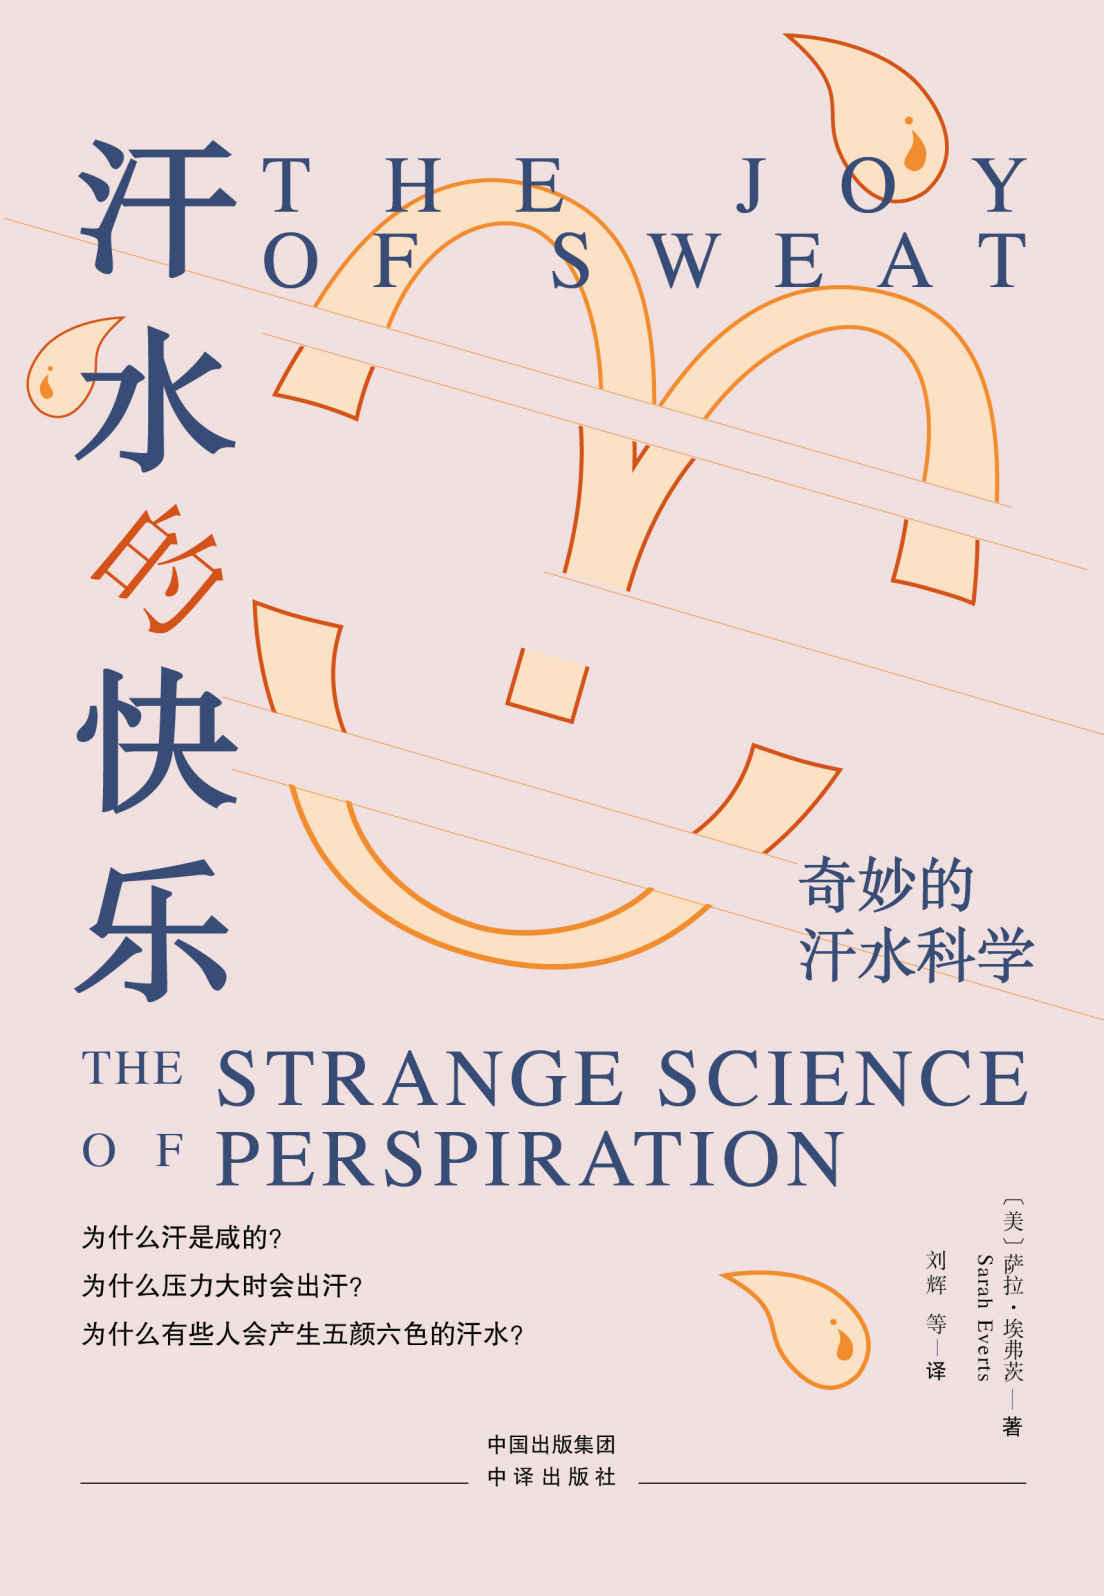 汗水的快乐
THE JOY
OF SWEAT
奇妙的
汗水科学
THE STRANGE SCIENCE
OF PERSPIRATION
为什么汗是咸的?
为什么压力大时会出汗?
为什么有些人会产生五颜六色的汗水?
〔美〕萨拉·埃弗茨—著
Sarah Everts
刘辉 等—译
中国出版集团
中译出版社